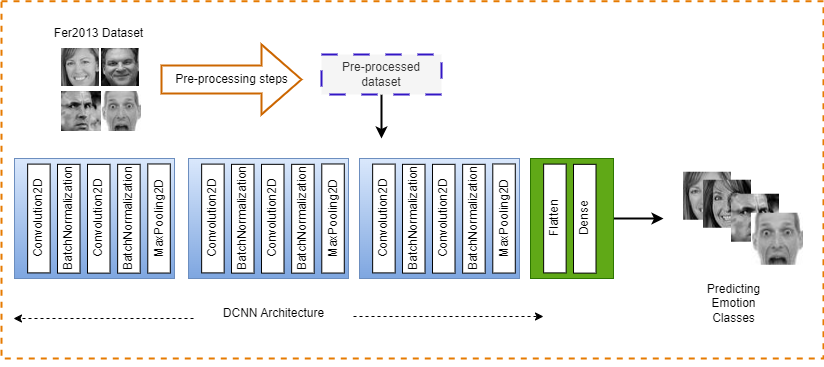 Fer2013 Dataset
Pre-processing steps
Pre-processed
dataset
Convolution2D
BatchNormalization
Convolution2D
BatchNormalization
MaxPooling2D
Convolution2D
BatchNormalization
Convolution2D
BatchNormalization
MaxPooling2D
Convolution2D
BatchNormalization
Convolution2D
BatchNormalization
MaxPooling2D
Flatten
Dense
Predicting
Emotion
Classes
DCNN Architecture